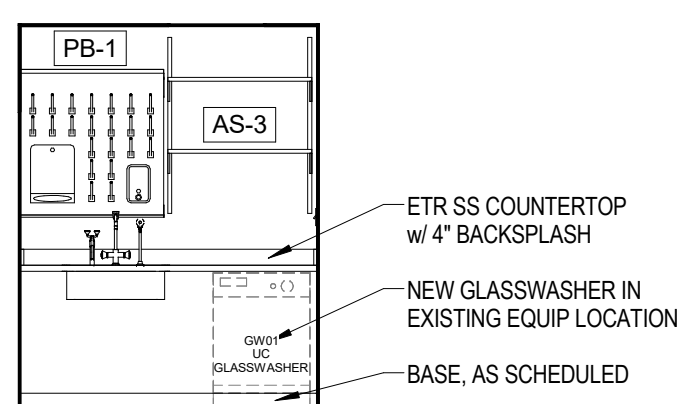 PB-1
AS-3
ETR SS COUNTERTOP
w/ 4" BACKSPLASH
NEW GLASSWASHER IN
EXISTING EQUIP LOCATION
GW01
UC
GLASSWASHER
BASE, AS SCHEDULED